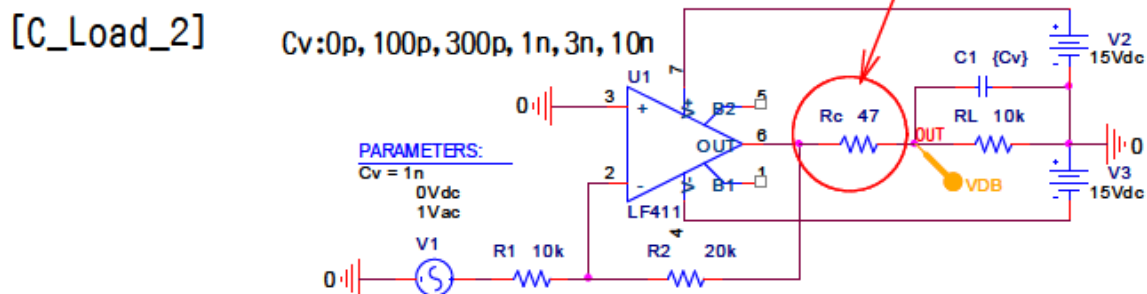 [C_Load_2]
Cv:0p,100p,300p,1n,3n,10n
V2
15Vdc
C1 {Cv}
U1
7
5
0
3
+
V+
B2
Rc 47
OUT
RL 10k
0
OUT
6
PARAMETERS:
Cv = 1n
0Vdc
1Vac
2
-
V-
B1
1
VDB
V3
15Vdc
LF411
4
V1
R1 10k
R2 20k
0